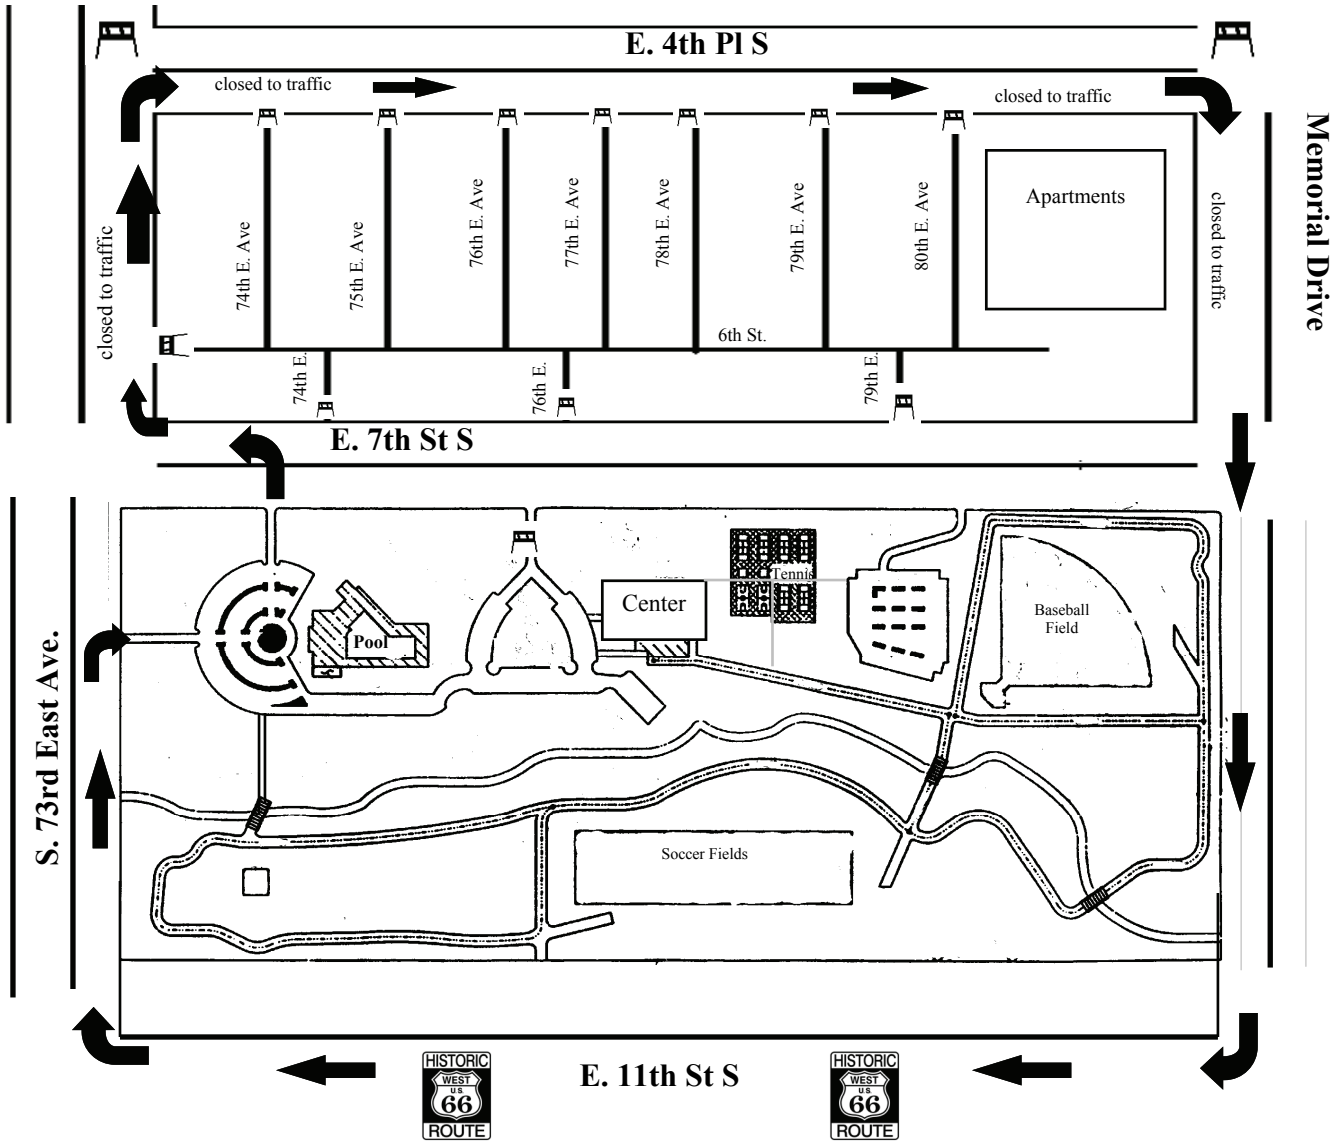 E. 4th Pl S
closed to traffic
closed to traffic
Memorial Drive
closed to traffic
closed to traffic
74th E. Ave
75th E. Ave
76th E. Ave
77th E. Ave
78th E. Ave
79th E. Ave
80th E. Ave
Apartments
6th St.
74th E.
76th E.
79th E.
E. 7th St S
S. 73rd East Ave.
Pool
Center
Tennis
Baseball
Field
Soccer Fields
E. 11th St S
HISTORIC
WEST
U.S.
66
ROUTE
HISTORIC
WEST
U.S.
66
ROUTE